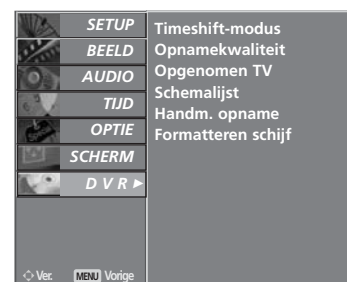 SETUP
BEELD
AUDIO
TIJD
OPTIE
SCHERM
D V R
Timeshift-modus
Opnamekwaliteit
Opgenomen TV
Schemalijst
Handm. opname
Formatteren schijf
Ver. MENU Vorige